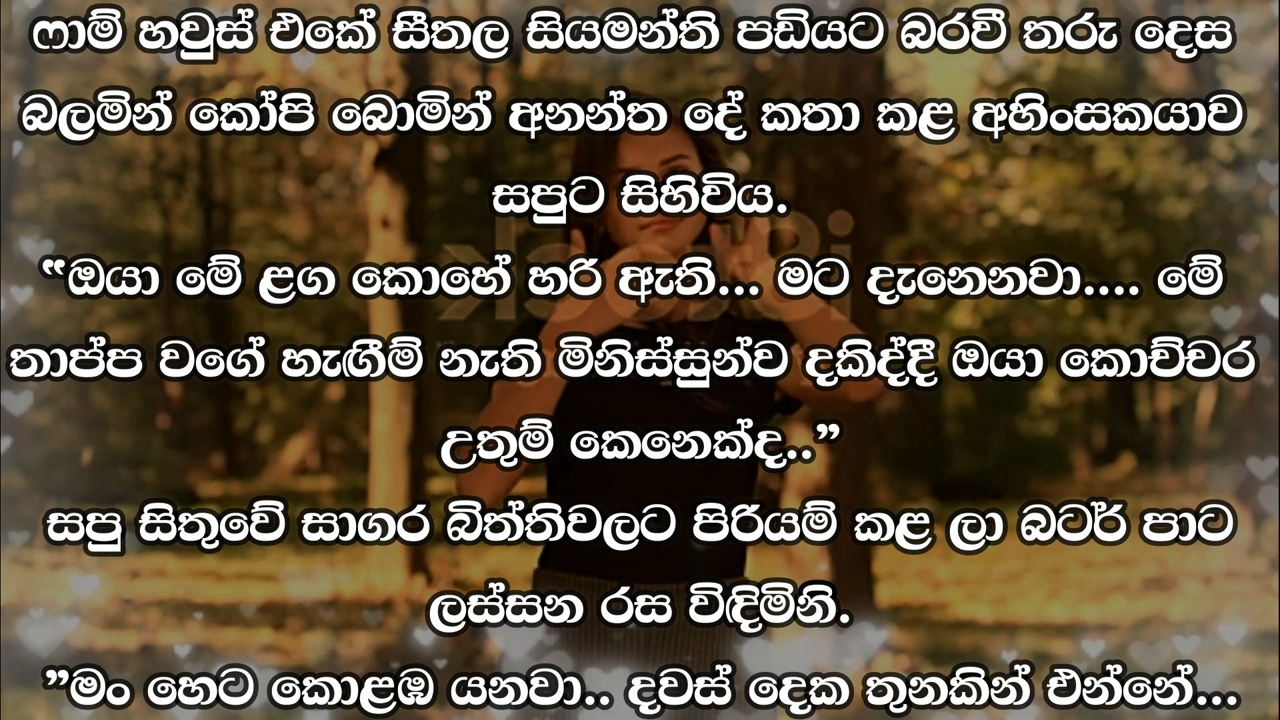 ෆාම් හවුස් එකේ සීතල සියමන්ති පඩියට බරවී තරු දෙස
බලමින් කෝපි බොමින් අනන්ත දේ කතා කළ අහිංසකයාව
සපුට සිහිවිය.
“ඔයා මේ ළග කොහේ හරි ඇති... මට දැනෙනවා.... මේ
තාප්ප වගේ හැඟීම් නැති මිනිස්සුන්ව දකිද්දී ඔයා කොච්චර
උතුම් කෙනෙක්ද..”
සපු සිතුවේ සාගර බිත්තිවලට පිරියම් කළ ලා බටර් පාට
ලස්සන රස විඳිමිනි.
”මං හෙට කොළඹ යනවා.. දවස් දෙක තුනකින් එන්නේ...